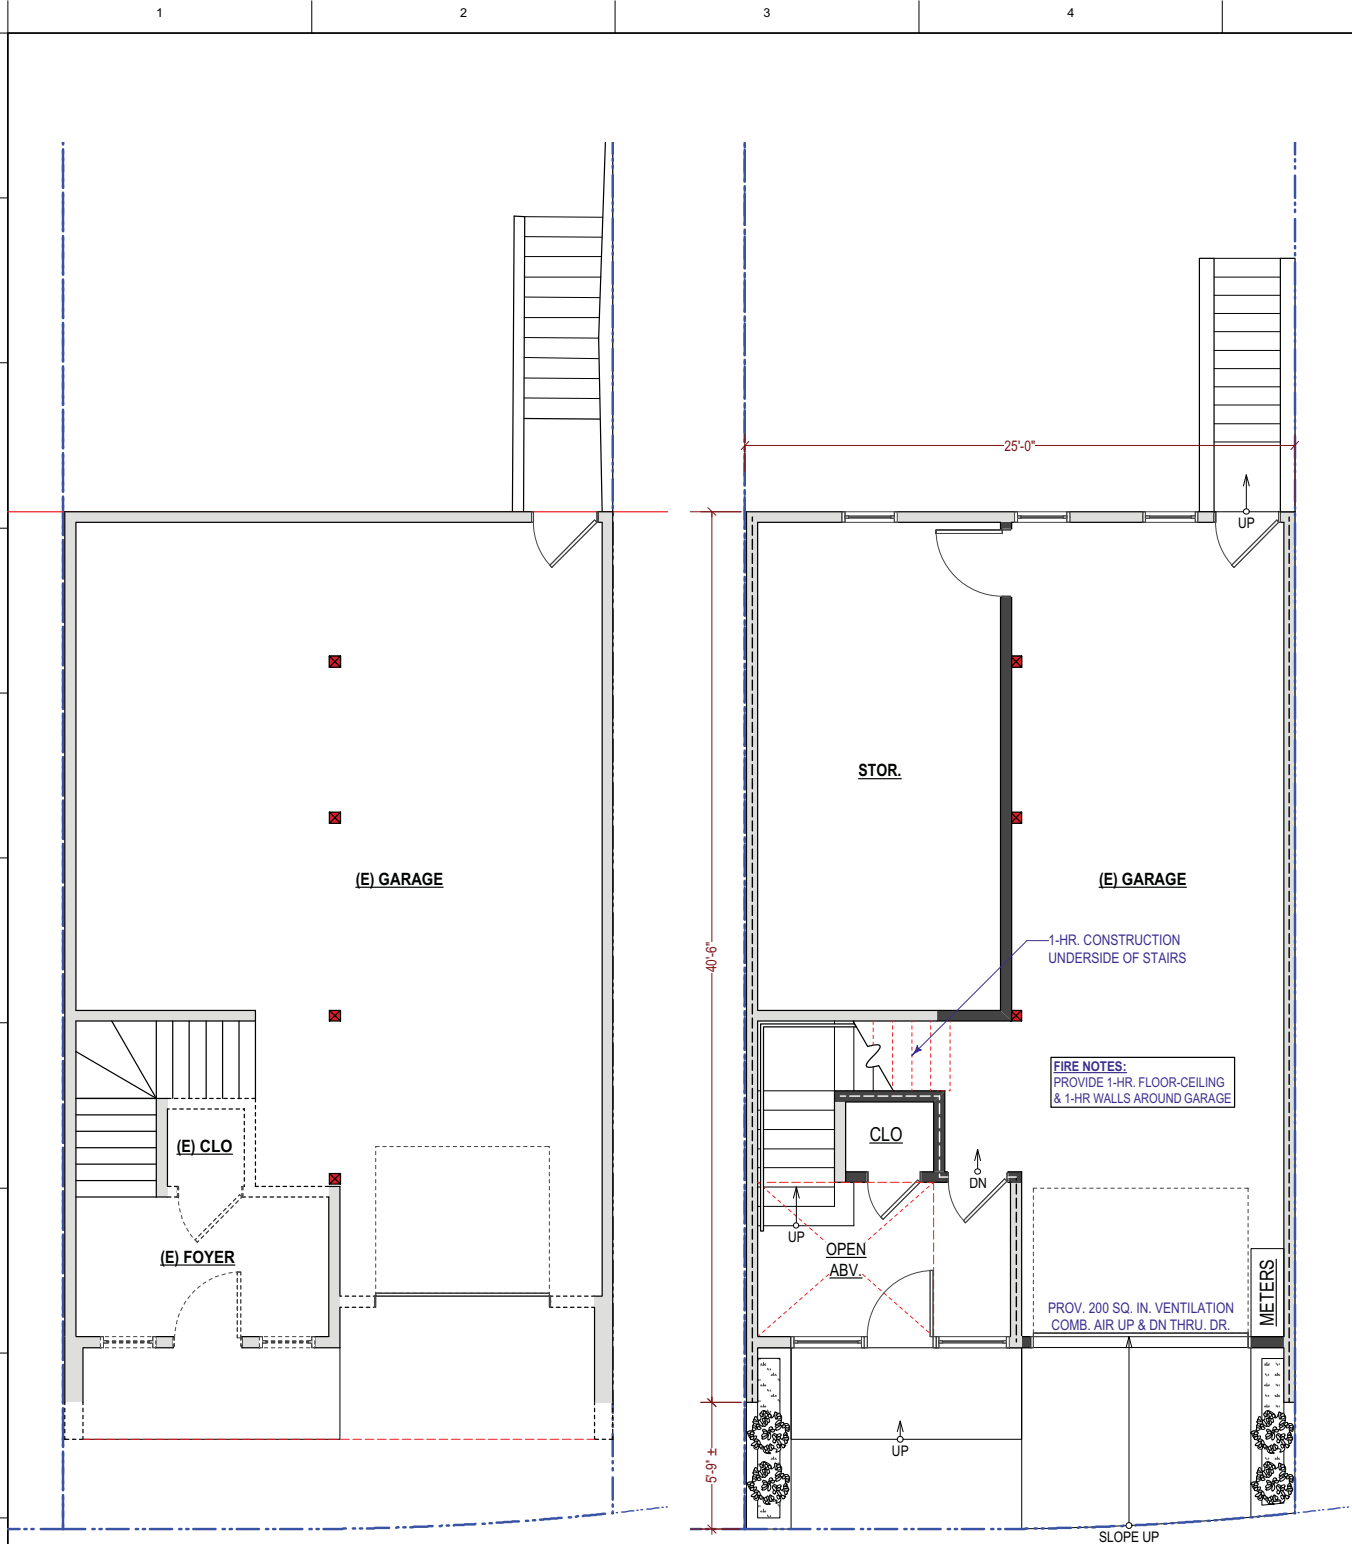 1 2 3 4
25'-0"
UP
STOR.
(E) GARAGE
(E) GARAGE
1-HR. CONSTRUCTION
UNDERSIDE OF STAIRS
40'-6"
FIRE NOTES:
PROVIDE 1-HR. FLOOR-CEILING
& 1-HR WALLS AROUND GARAGE
(E) CLO
CLO
DN
UP
(E) FOYER
OPEN
ABV.
METERS
PROV. 200 SQ. IN. VENTILATION
COMB. AIR UP & DN THRU. DR.
UP
5'-9" ±
SLOPE UP